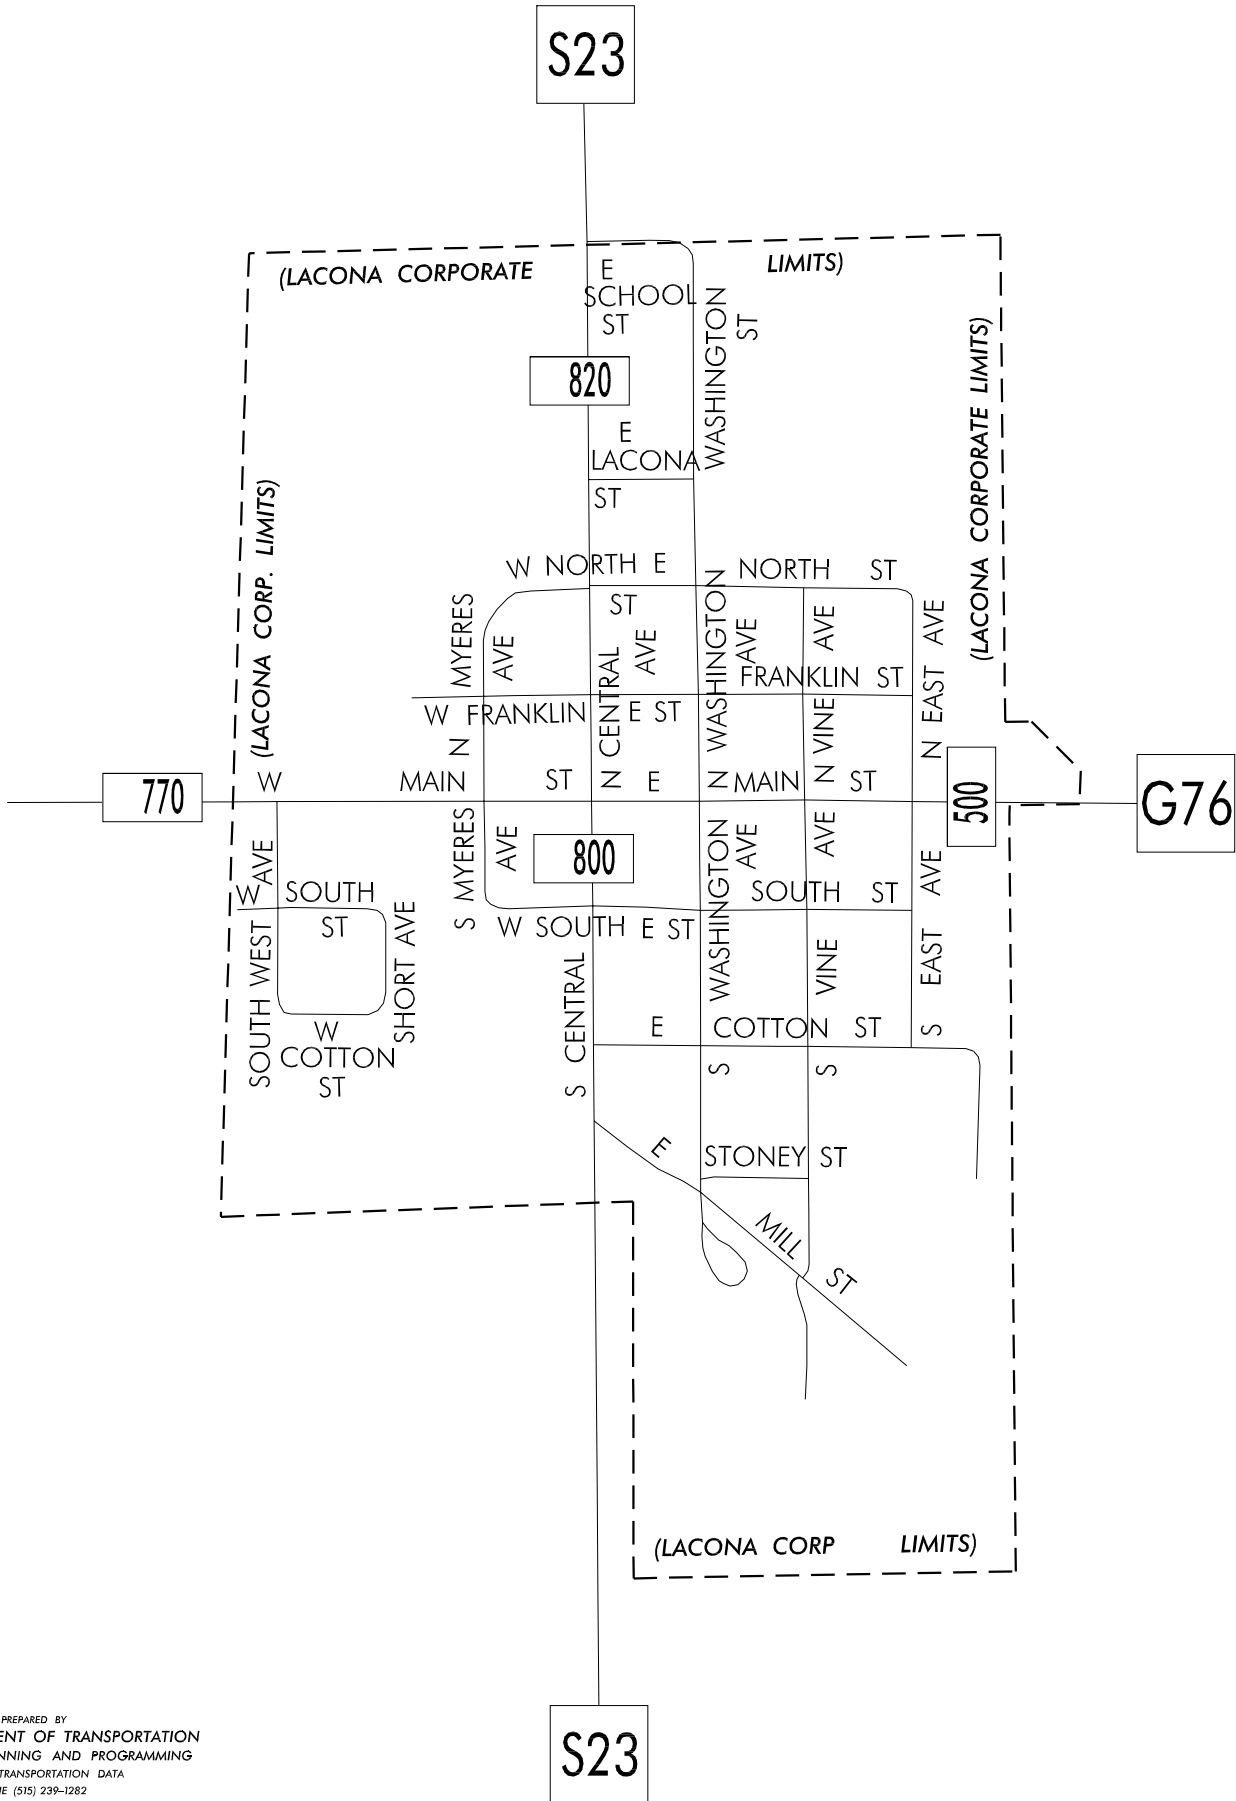 S23
(LACONA CORPORATE LIMITS)
E
SCHOOL
ST
WASHINGTON
ST
820
(LACONA CORPORATE LIMITS)
E
LACONA
ST
(LACONA CORP. LIMITS)
W NORTH E NORTH ST
ST
MYERES
AVE
N
N CENTRAL
AVE
N WASHINGTON
AVE
N VINE
AVE
N EAST AVE
FRANKLIN ST
W FRANKLIN E ST
770
W MAIN ST E MAIN ST
500
G76
800
S MYERES
AVE
WASHINGTON
AVE
S
AVE
VINE
S
AVE
EAST
S
W SOUTH
ST
SOUTH WEST
AVE
SHORT AVE
SOUTH ST
W SOUTH E ST
S CENTRAL
W
COTTON
ST
E COTTON ST
E
STONEY ST
MILL
ST
(LACONA CORP LIMITS)
S23
PREPARED BY
ENT OF TRANSPORTATION
NNING AND PROGRAMMING
TRANSPORTATION DATA
NE (515) 239-1282